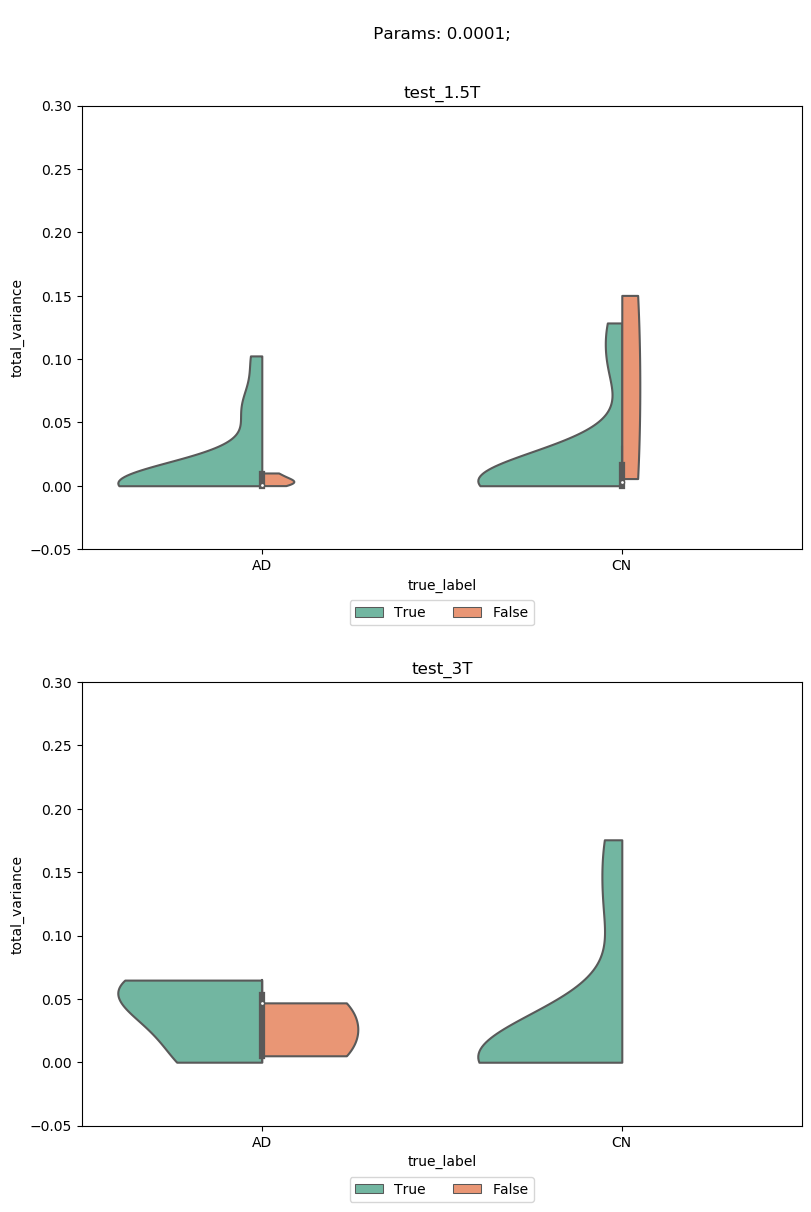 Params: 0.0001;
test_1.5T
0.30
0.25
0.20
0.15
0.10
0.05
0.00
−0.05
total_variance
AD
CN
true_label
True
False
test_3T
0.30
0.25
0.20
0.15
0.10
0.05
0.00
−0.05
total_variance
AD
CN
true_label
True
False